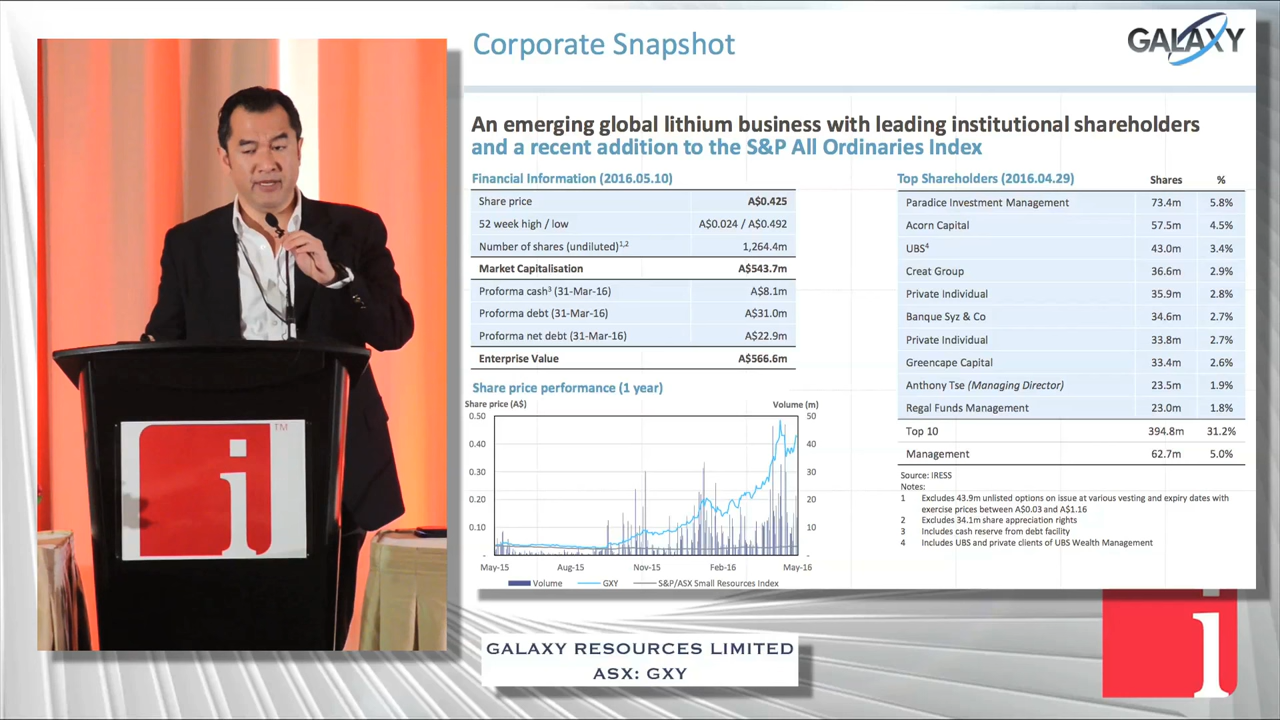 Corporate Snapshot
GALAXY
An emerging global lithium business with leading institutional shareholders
and a recent addition to the S&P All Ordinaries Index
Financial Information (2016.05.10)
Share price A$0.425
52 week high / low A$0.024 / A$0.492
Number of shares (undiluted)1,2 1,264.4m
Market Capitalisation A$543.7m
Proforma cash3 (31-Mar-16) A$8.1m
Proforma debt (31-Mar-16) A$31.0m
Proforma net debt (31-Mar-16) A$22.9m
Enterprise Value A$566.6m
Share price performance (1 year)
Share price (A$) Volume (m)
0.50 50
0.40 40
0.30 30
0.20 20
0.10 10
- -
May-15 Aug-15 Nov-15 Feb-16 May-16
Volume GXY S&P/ASX Small Resources Index
Top Shareholders (2016.04.29) Shares %
Paradice Investment Management 73.4m 5.8%
Acorn Capital 57.5m 4.5%
UBS4 43.0m 3.4%
Creat Group 36.6m 2.9%
Private Individual 35.9m 2.8%
Banque Syz & Co 34.6m 2.7%
Private Individual 33.8m 2.7%
Greencape Capital 33.4m 2.6%
Anthony Tse (Managing Director) 23.5m 1.9%
Regal Funds Management 23.0m 1.8%
Top 10 394.8m 31.2%
Management 62.7m 5.0%
Source: IRESS
Notes:
1 Excludes 43.9m unlisted options on issue at various vesting and expiry dates with
exercise prices between A$0.03 and A$1.16
2 Excludes 34.1m share appreciation rights
3 Includes cash reserve from debt facility
4 Includes UBS and private clients of UBS Wealth Management
i TM
GALAXY RESOURCES LIMITED
ASX: GXY
i